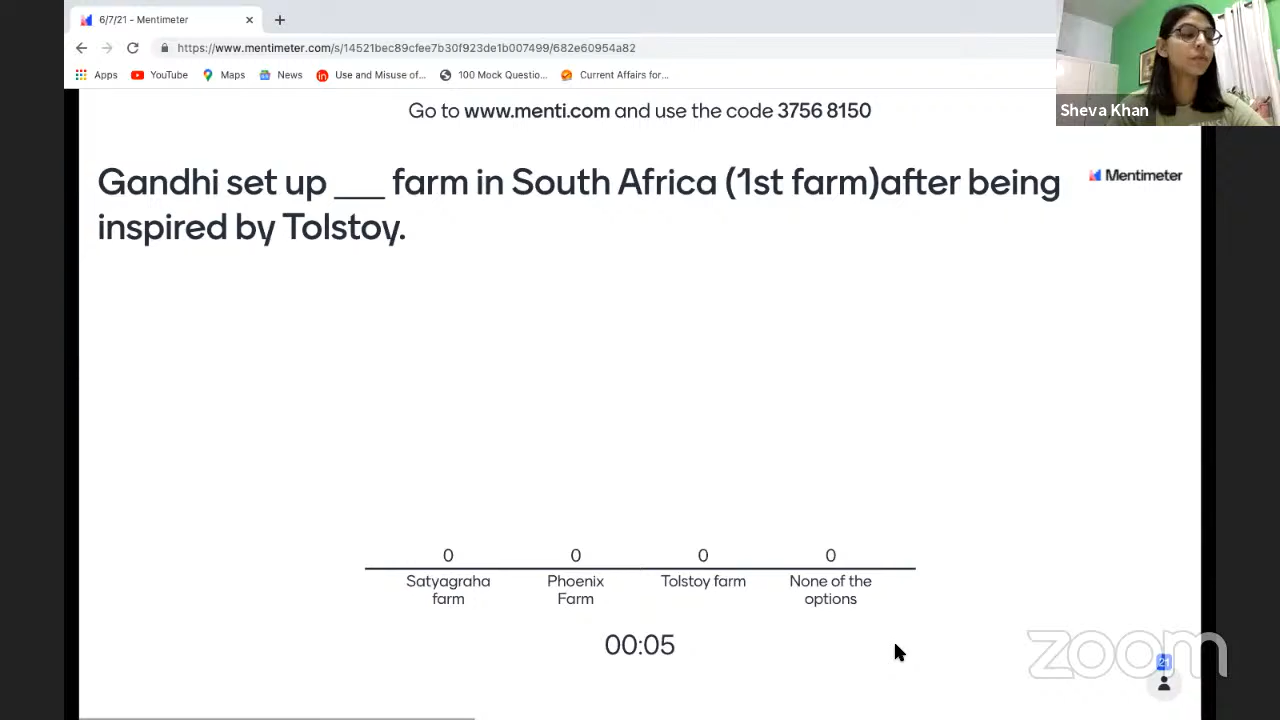 6/7/21 - Mentimeter
https://www.mentimeter.com/s/14521bec89cfee7b30f923de1b007499/682e60954a82
Apps YouTube Maps News Use and Misuse of... 100 Mock Questio... Current Affairs for...
Sheva Khan
Go to www.menti.com and use the code 3756 8150
Mentimeter
Gandhi set up ___ farm in South Africa (1st farm)after being
inspired by Tolstoy.
0 0 0 0
Satyagraha farm
Phoenix Farm
Tolstoy farm
None of the options
00:05
zoom
21